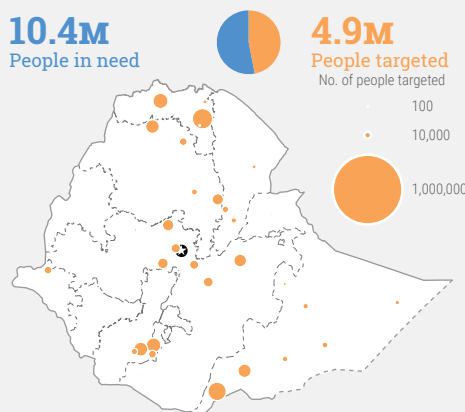 10.4M
People in need
4.9M
People targeted
No. of people targeted
100
10,000
1,000,000